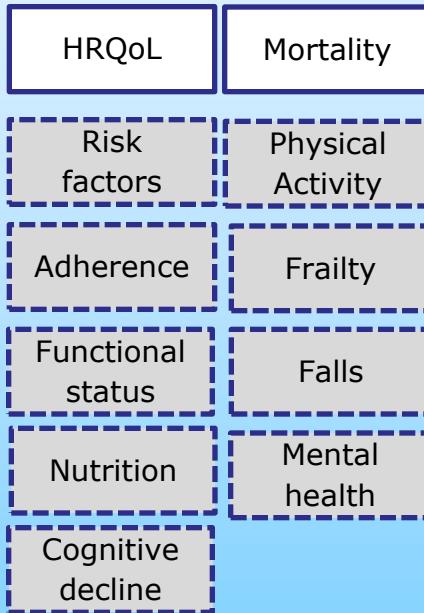 HRQoL
Mortality
Risk
factors
Physical
Activity
Adherence
Frailty
Functional
status
Falls
Nutrition
Mental
health
Cognitive
decline